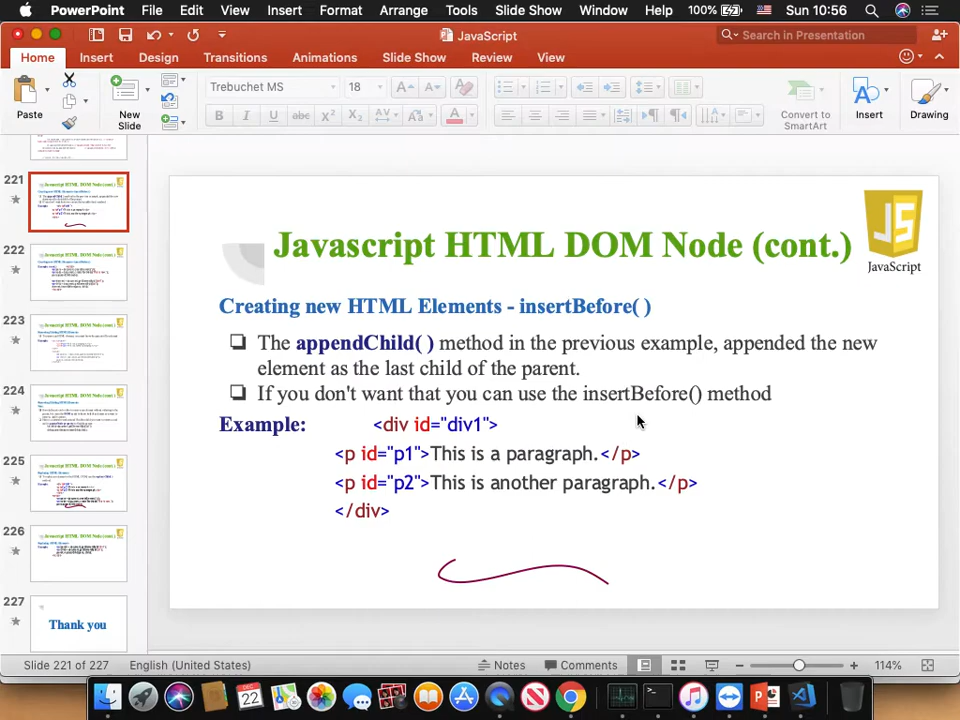 PowerPoint File Edit View Insert Format Arrange Tools Slide Show Window Help 100% Sun 10:56
JavaScript
Search in Presentation
Home Insert Design Transitions Animations Slide Show Review View
Paste
New
Slide
Trebuchet MS 18
Convert to
SmartArt
Insert
Drawing
221
222
223
224
225
226
227
Thank you
Javascript HTML DOM Node (cont.)
JS
JavaScript
Creating new HTML Elements - insertBefore( )
The appendChild( ) method in the previous example, appended the new
element as the last child of the parent.
If you don't want that you can use the insertBefore() method
Example: <div id="div1">
<p id="p1">This is a paragraph.</p>
<p id="p2">This is another paragraph.</p>
</div>
Slide 221 of 227 English (United States) Notes Comments 114%
DEC
22